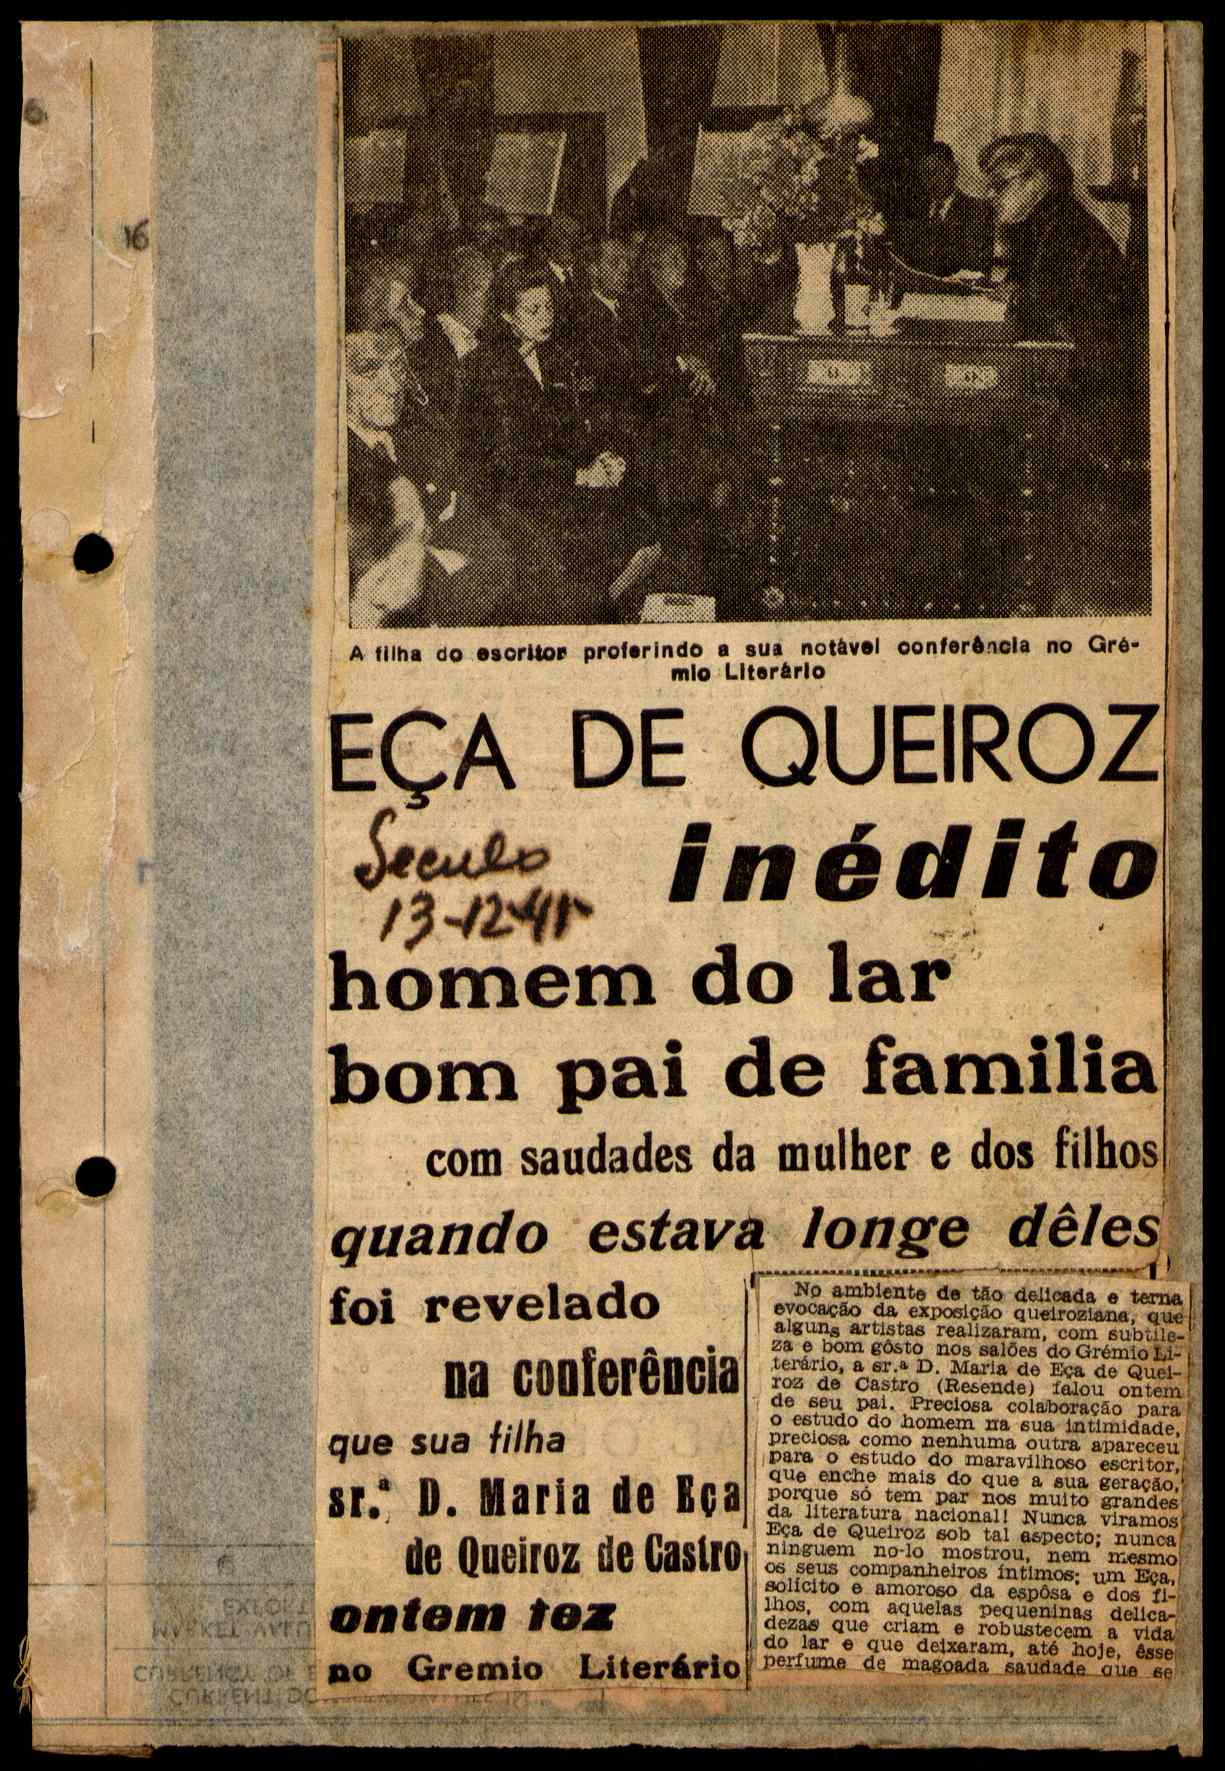 16
A filha do escritor proferindo a sua notável conferência no Gré-
mio Literário
EÇA DE QUEIROZ
inédito
Seculo
13-12-45
homem do lar
bom pai de familia
com saudades da mulher e dos filhos
quando estava longe dêles
foi revelado
na conferência
que sua filha
sr.ª D. Maria de Eça
de Queiroz de Castro
ontem fez
no Gremio Literário
No ambiente de tão delicada e terna
evocação da exposição queiroziana, que
alguns artistas realizaram, com subtile-
za e bom gôsto nos salões do Grémio Li-
terário, a sr.ª D. Maria de Eça de Quei-
roz de Castro (Resende) falou ontem
de seu pai. Preciosa colaboração para
o estudo do homem na sua intimidade,
preciosa como nenhuma outra apareceu
para o estudo do maravilhoso escritor,
que enche mais do que a sua geração,
porque só tem par nos muito grandes
da literatura nacional! Nunca viramos
Eça de Queiroz sob tal aspecto; nunca
ninguem no-lo mostrou, nem mesmo
os seus companheiros íntimos: um Eça,
solícito e amoroso da espôsa e dos fi-
lhos, com aquelas pequeninas delica-
dezas que criam e robustecem a vida
do lar e que deixaram, até hoje, êsse
perfume de magoada saudade que se